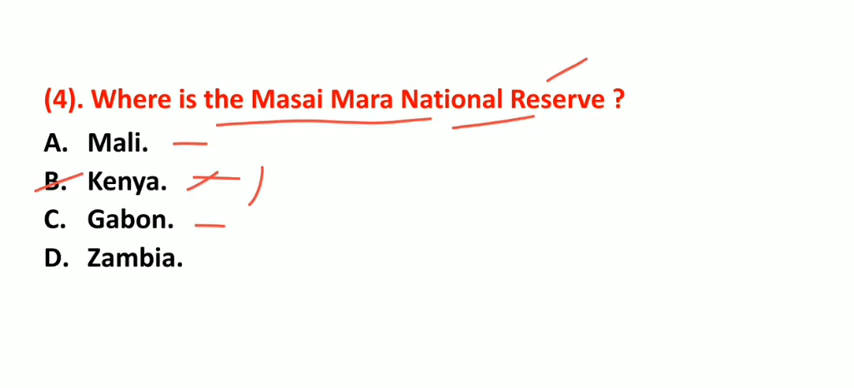 (4). Where is the Masai Mara National Reserve ?
A. Mali.
B. Kenya.
C. Gabon.
D. Zambia.